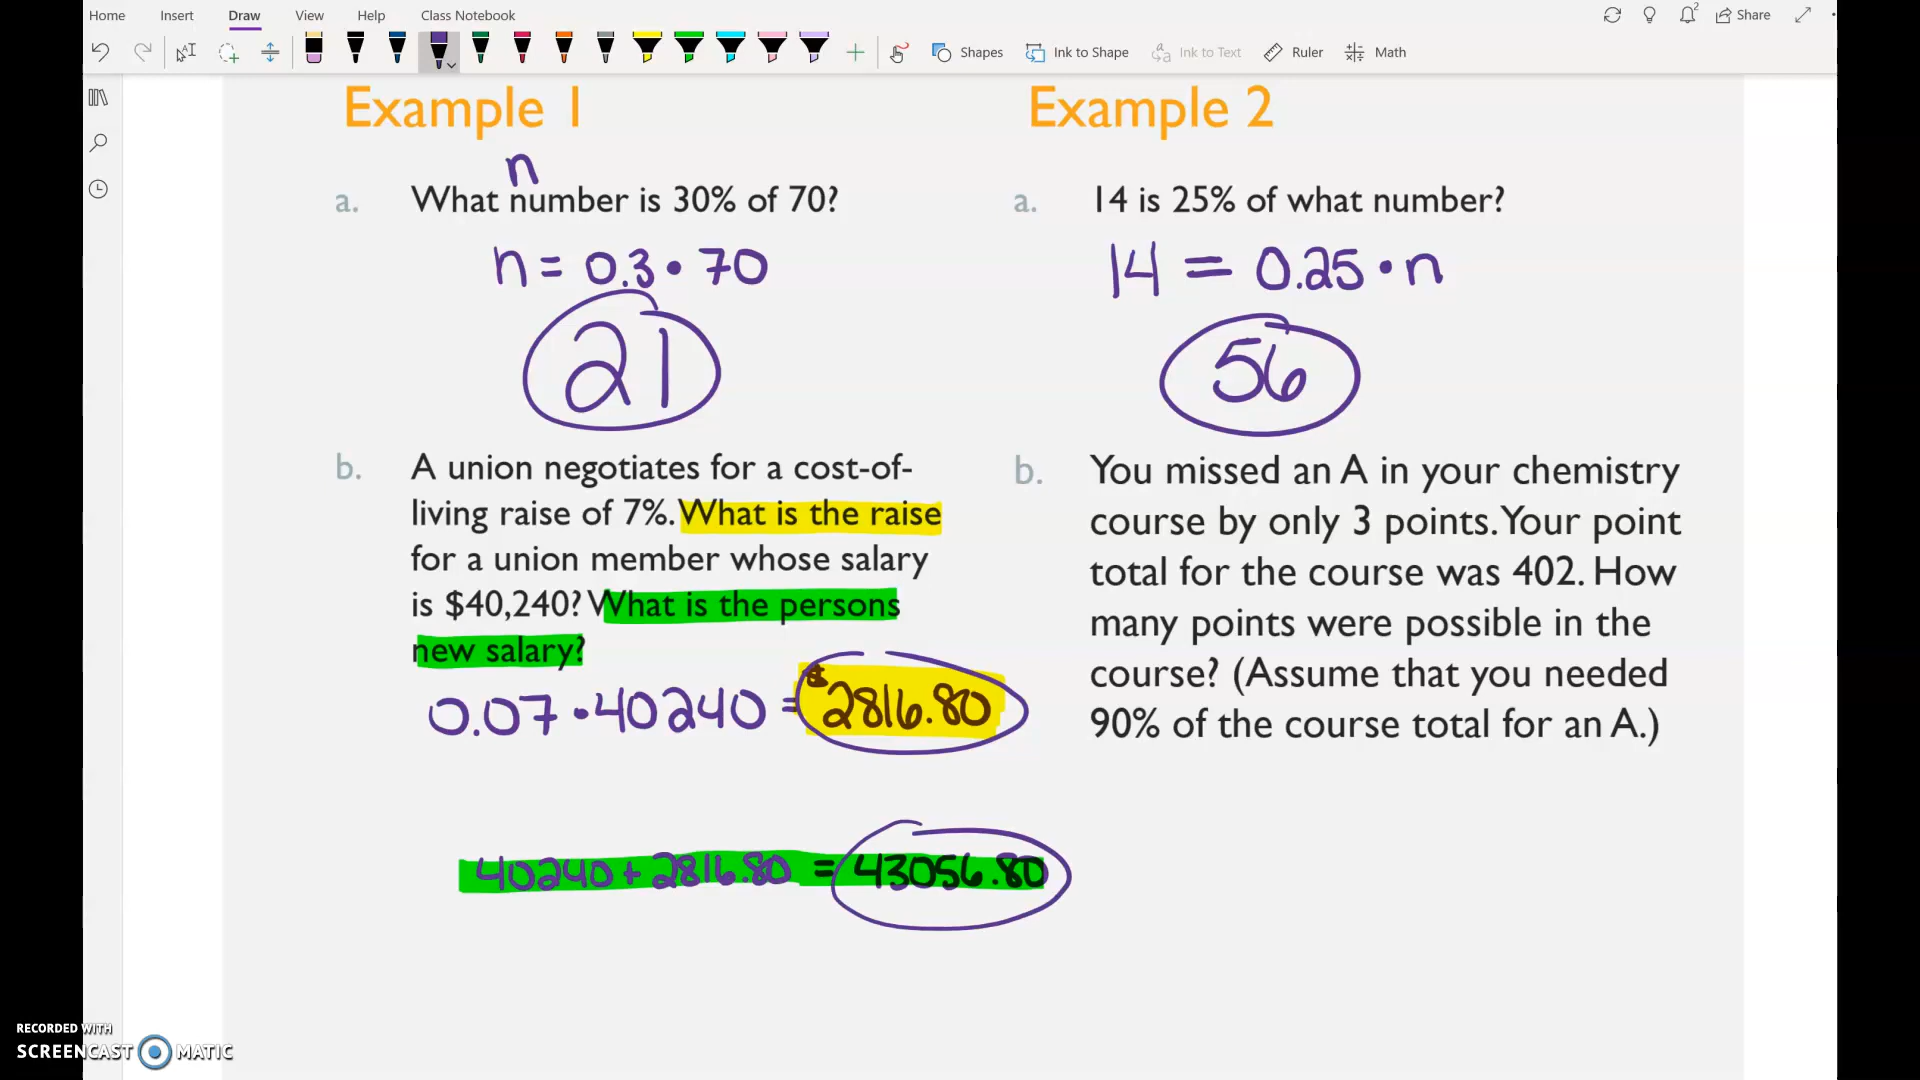 Home Insert Draw View Help Class Notebook
2 Share
Shapes Ink to Shape Ink to Text Ruler Math
Example 1
n
a. What number is 30% of 70?
n = 0.3 • 70
21
b. A union negotiates for a cost-of-
living raise of 7%. What is the raise
for a union member whose salary
is $40,240? What is the persons
new salary?
0.07 • 40240 = $2816.80
40240 + 2816.80 = 43056.80
Example 2
a. 14 is 25% of what number?
14 = 0.25 • n
56
b. You missed an A in your chemistry
course by only 3 points. Your point
total for the course was 402. How
many points were possible in the
course? (Assume that you needed
90% of the course total for an A.)
RECORDED WITH
SCREENCAST MATIC